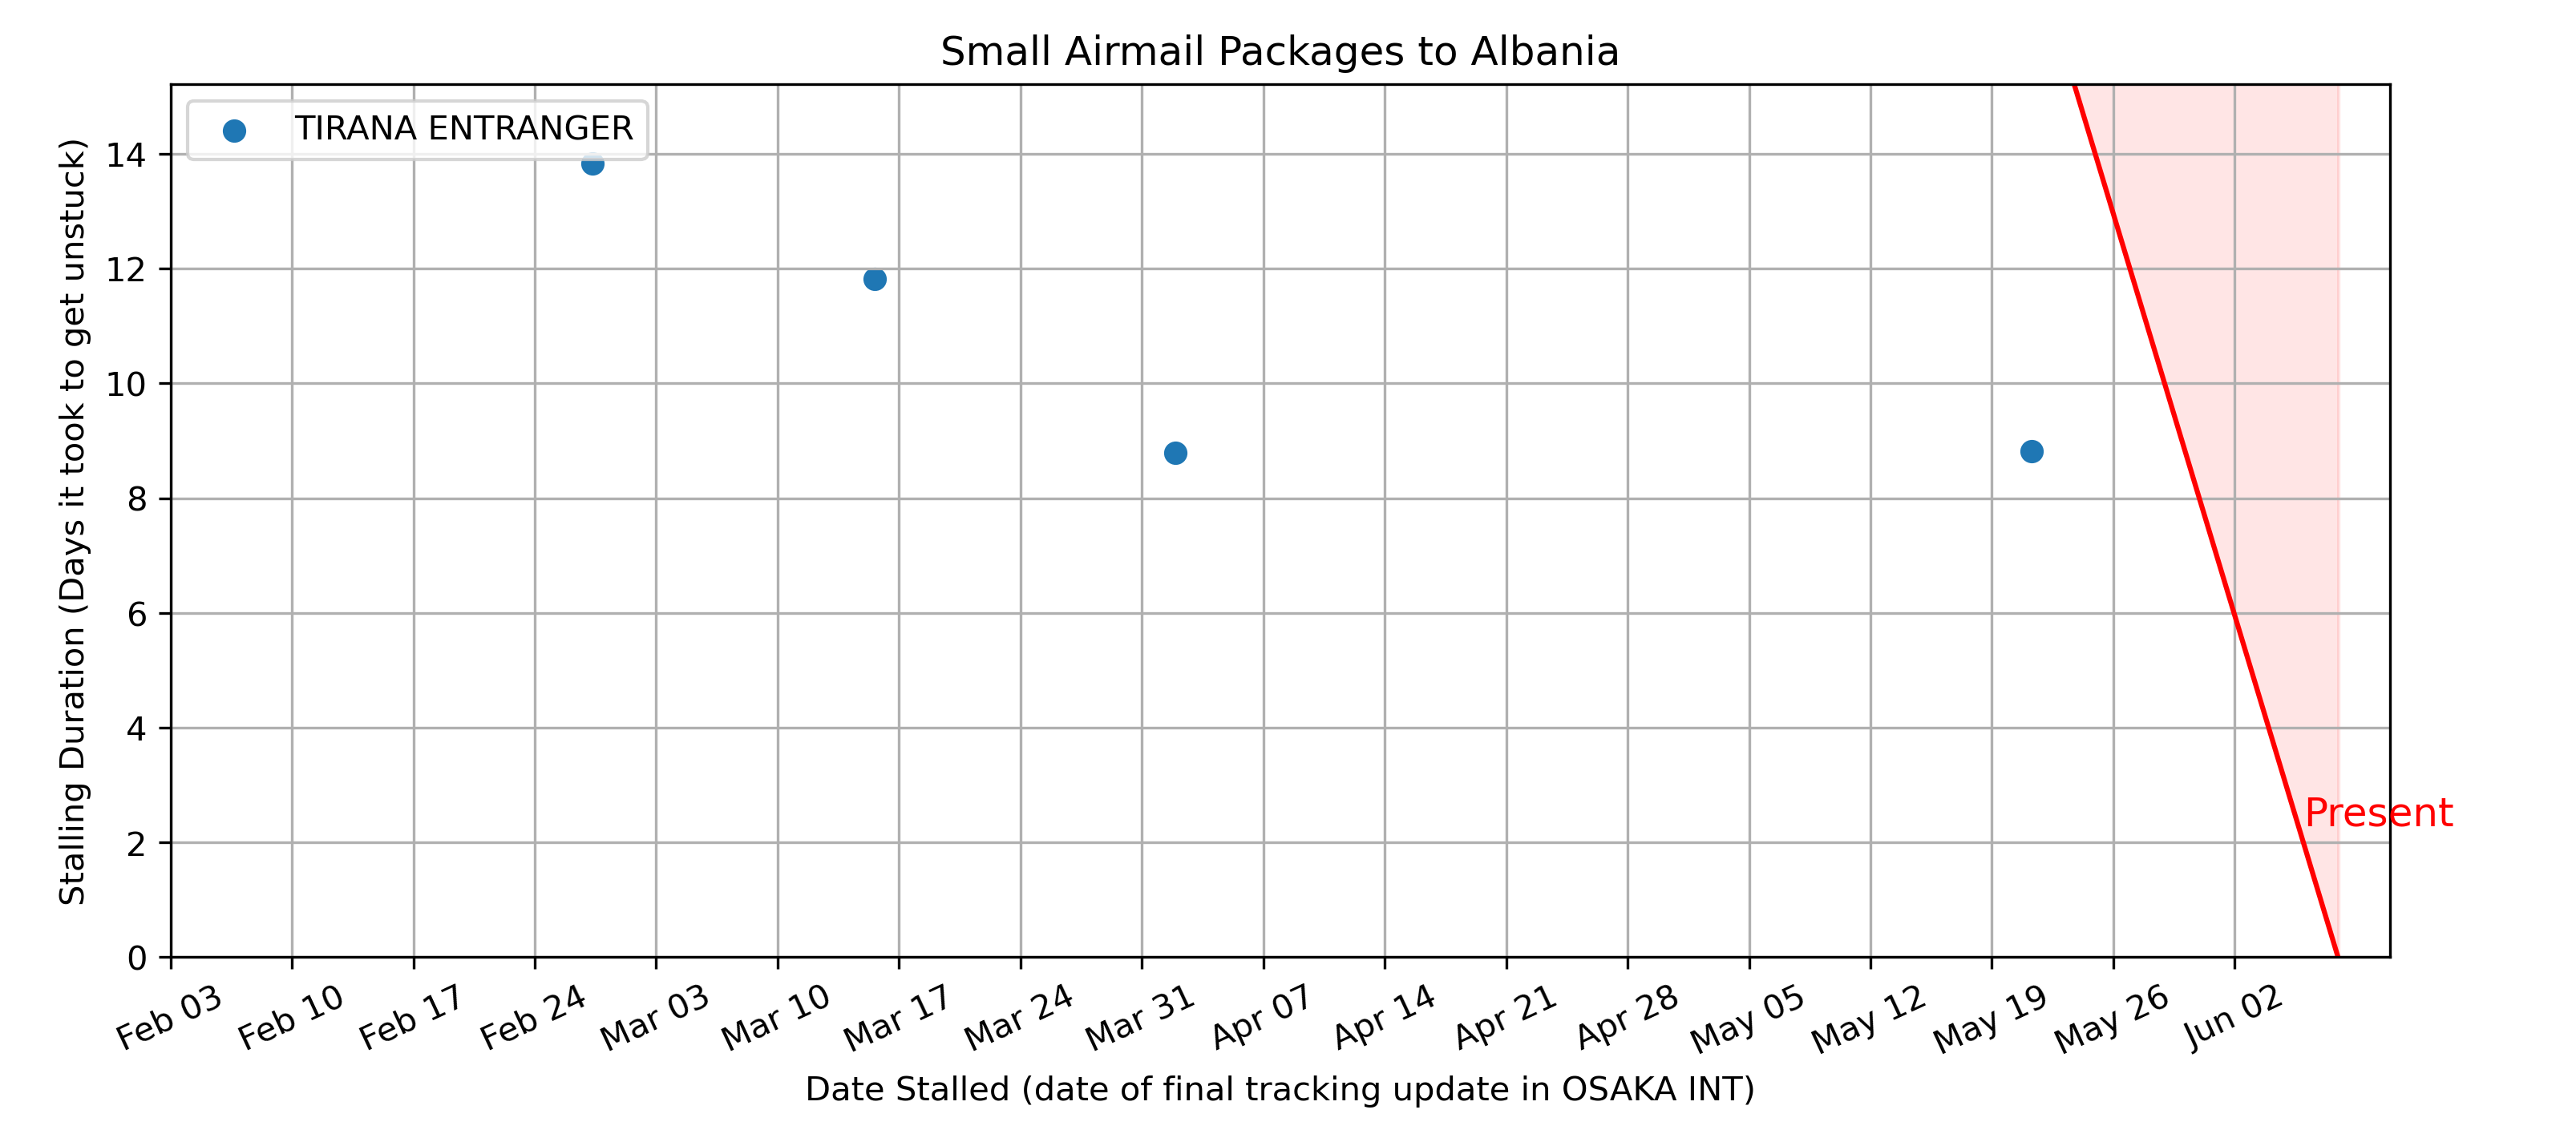 Small Airmail Packages to Albania
TIRANA ENTRANGER
Stalling Duration (Days it took to get unstuck)
14
12
10
8
6
4
2
0
Present
Feb 03
Feb 10
Feb 17
Feb 24
Mar 03
Mar 10
Mar 17
Mar 24
Mar 31
Apr 07
Apr 14
Apr 21
Apr 28
May 05
May 12
May 19
May 26
Jun 02
Date Stalled (date of final tracking update in OSAKA INT)